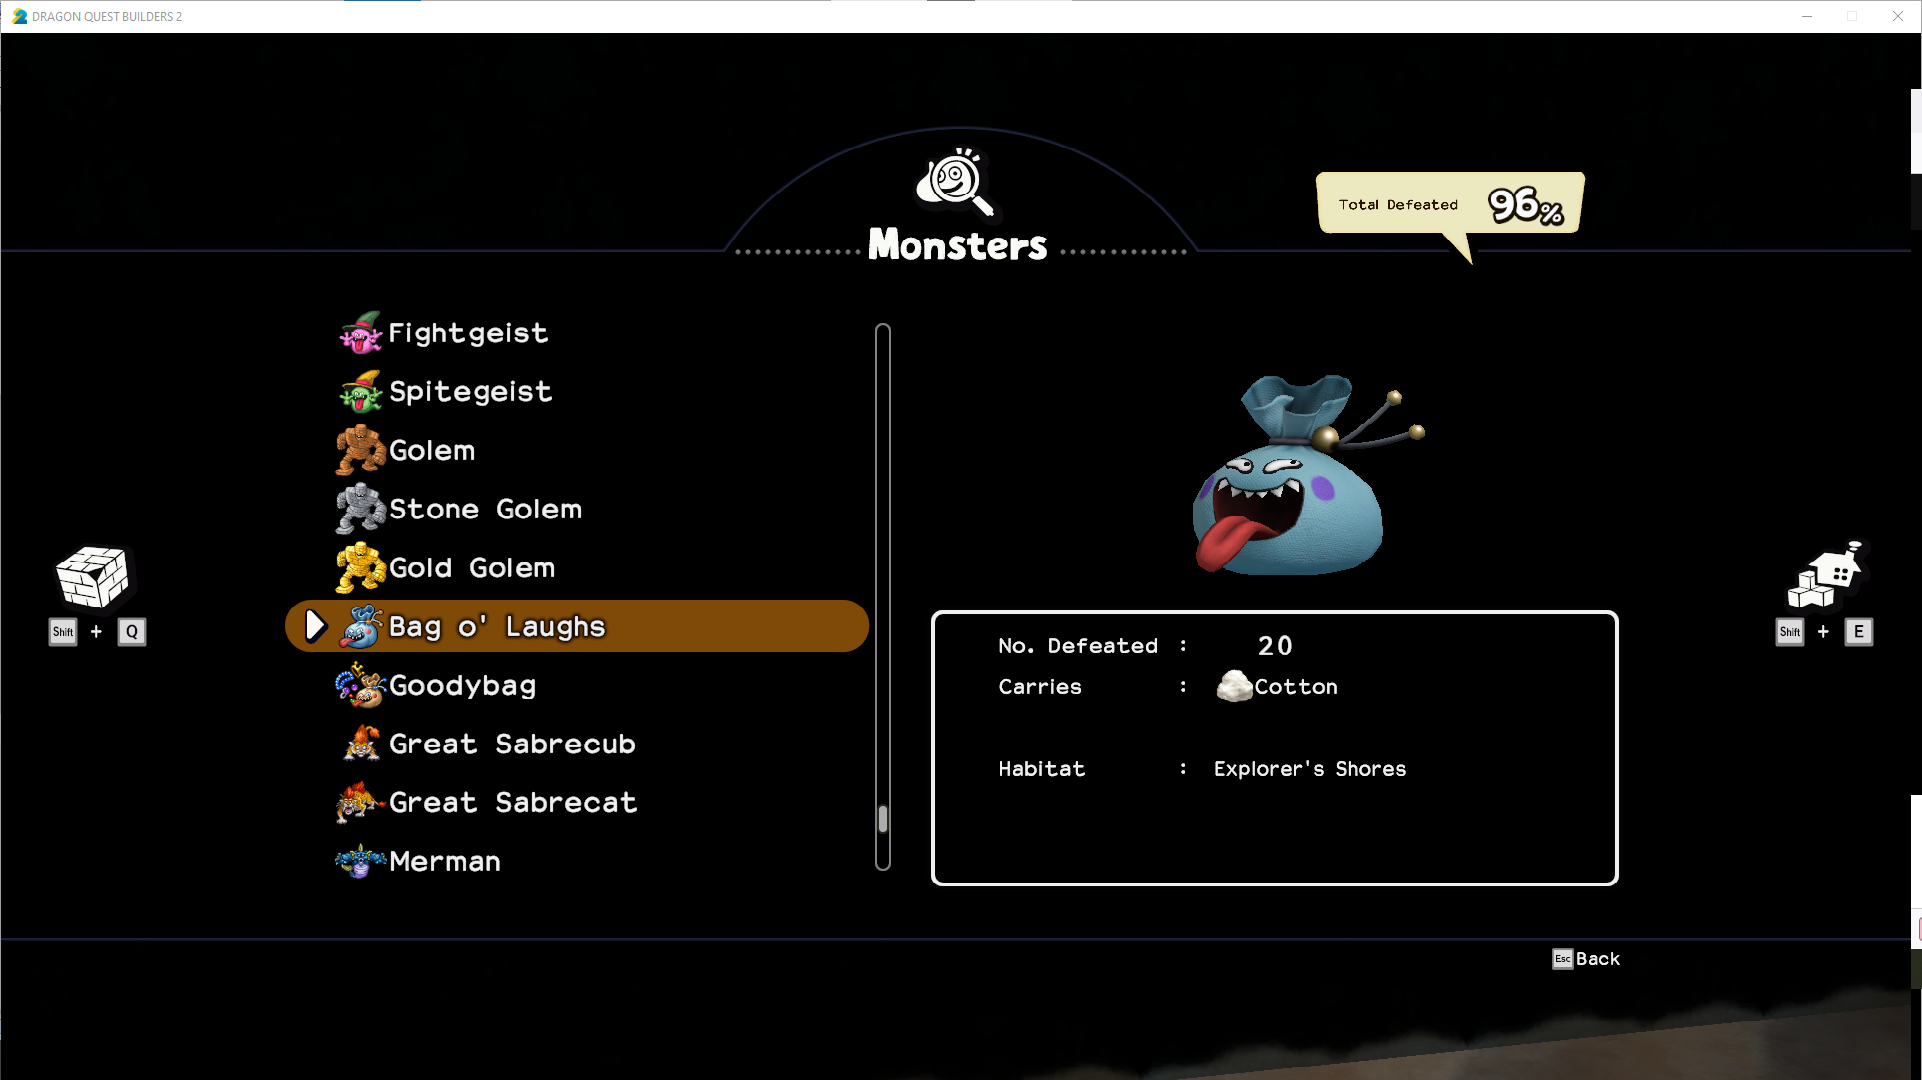 DRAGON QUEST BUILDERS 2
Total Defeated 96%
Monsters
Fightgeist
Spitegeist
Golem
Stone Golem
Gold Golem
Bag o' Laughs
Goodybag
Great Sabrecub
Great Sabrecat
Merman
Shift + Q
No. Defeated : 20
Carries : Cotton
Habitat : Explorer's Shores
Shift + E
Esc Back